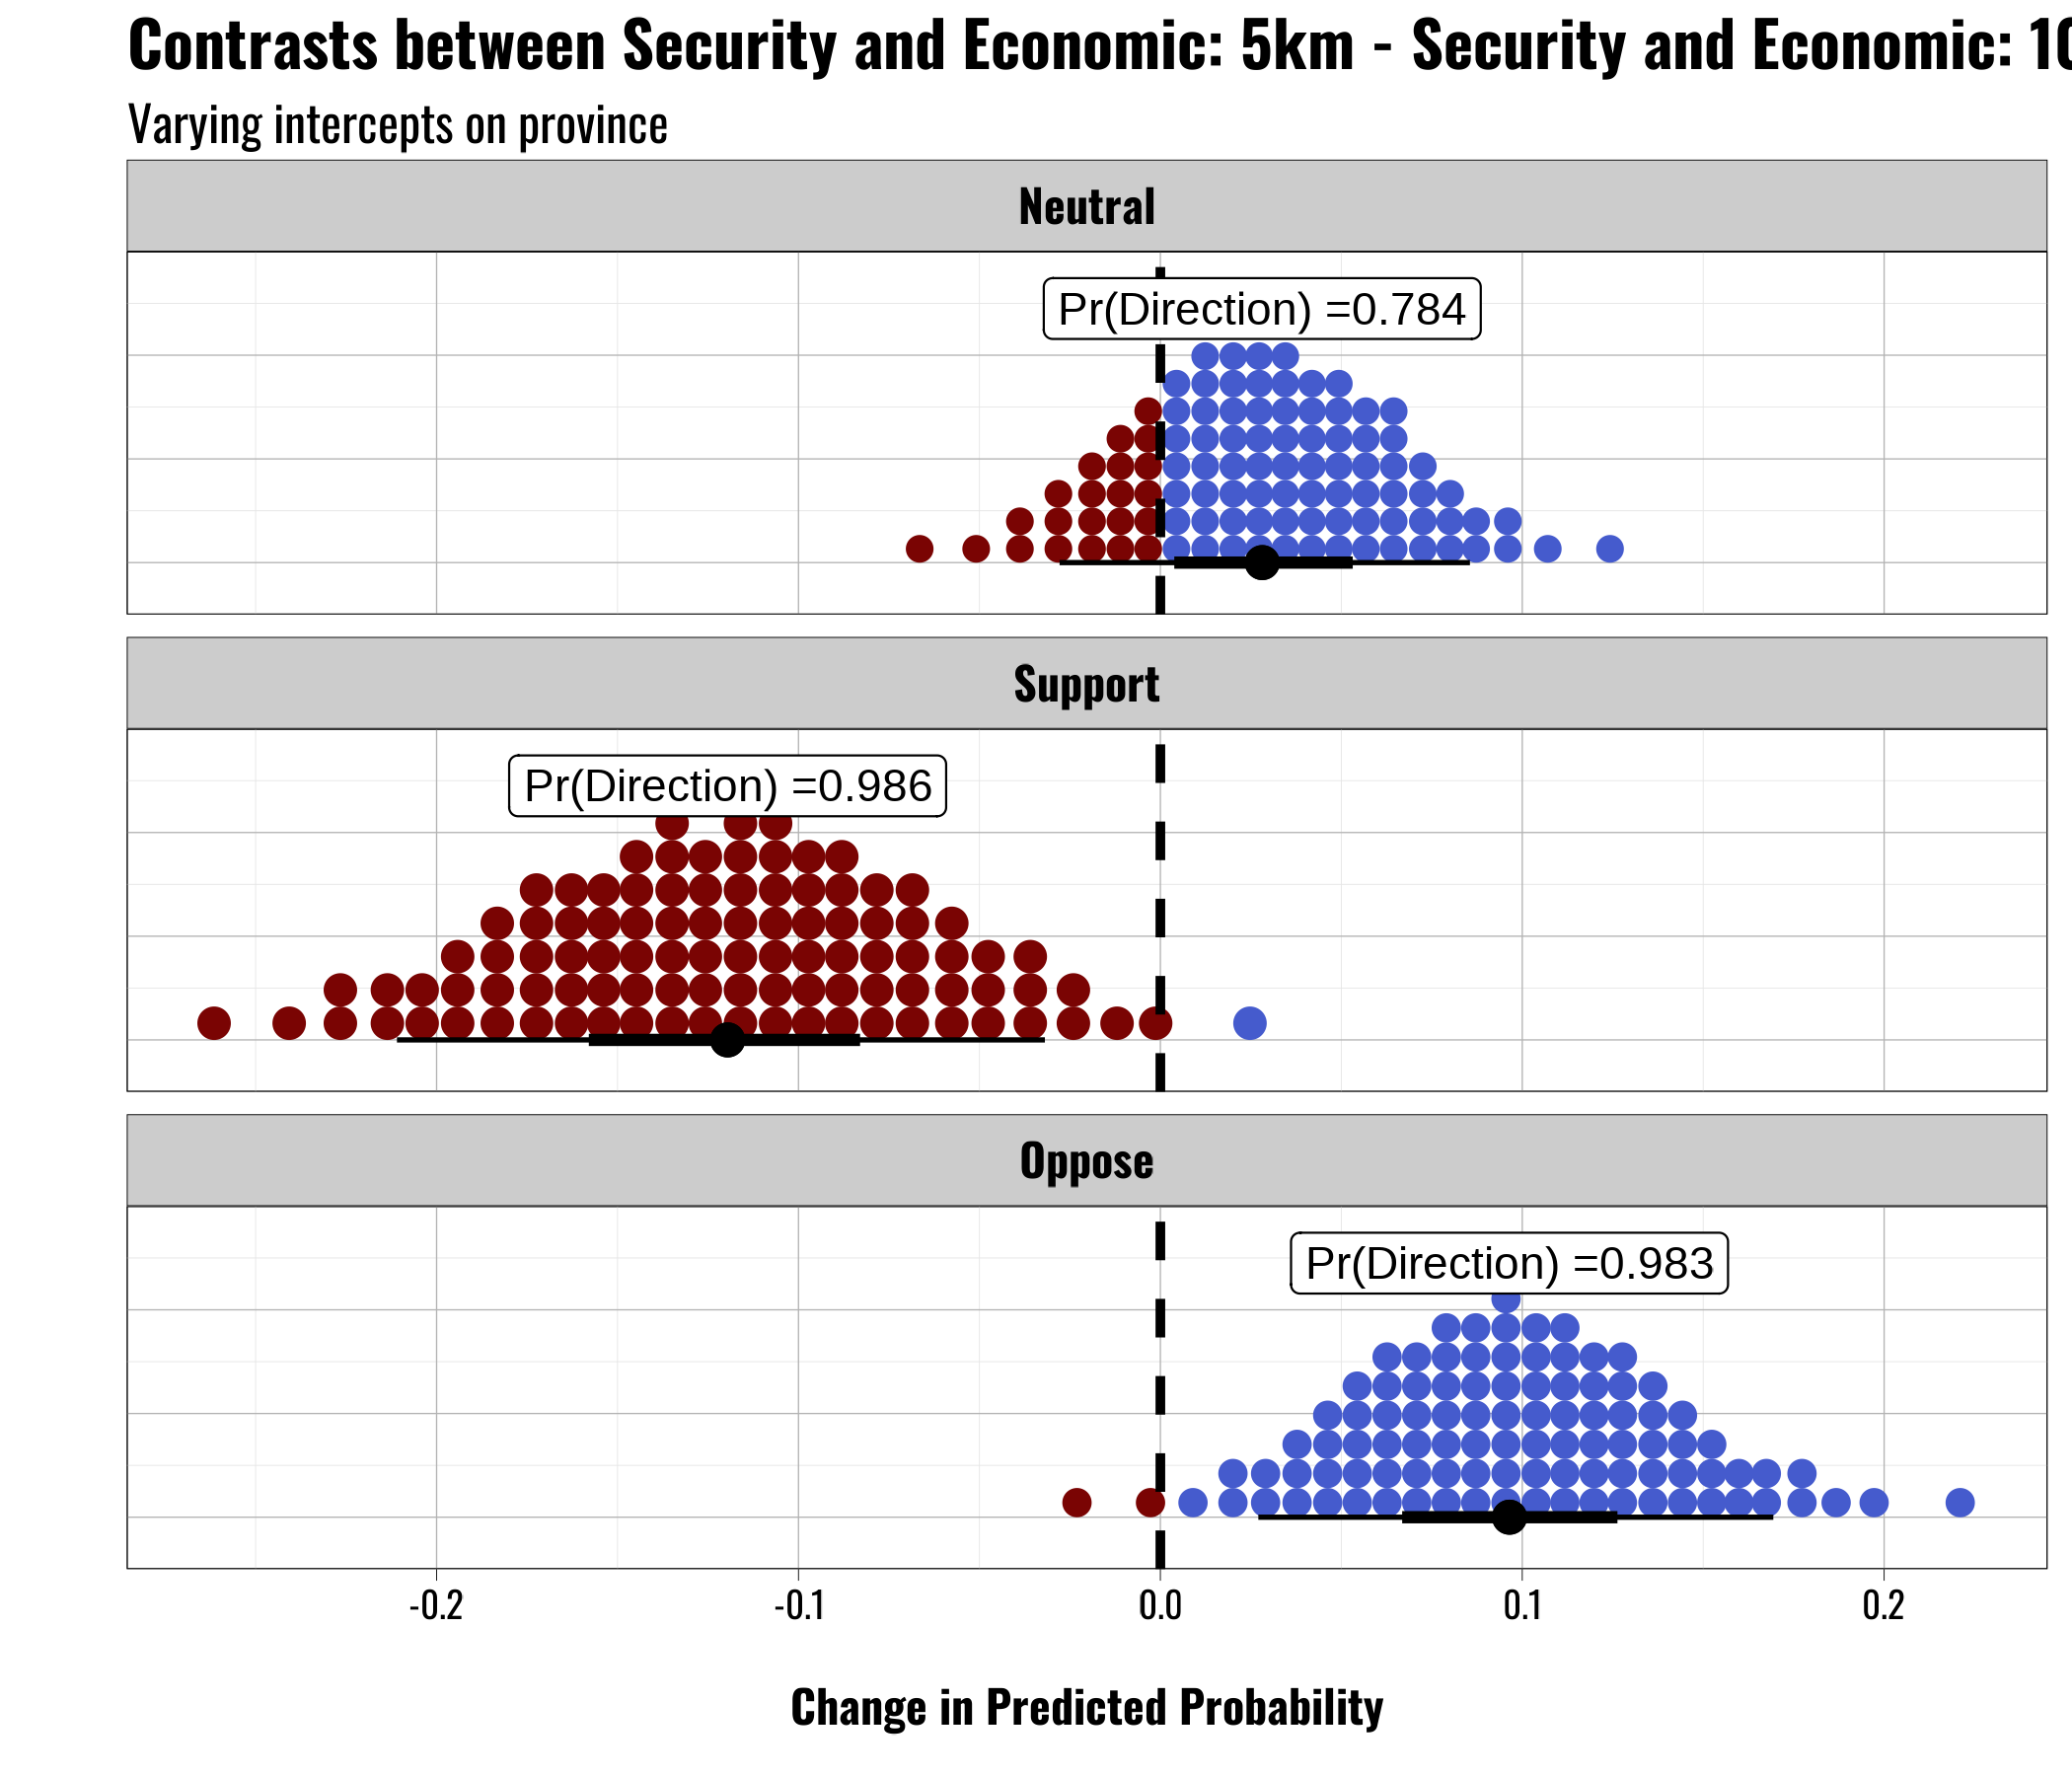 Contrasts between Security and Economic: 5km - Security and Economic: 10
Varying intercepts on province
Neutral
Pr(Direction) =0.784
Support
Pr(Direction) =0.986
Oppose
Pr(Direction) =0.983
-0.2 -0.1 0.0 0.1 0.2
Change in Predicted Probability